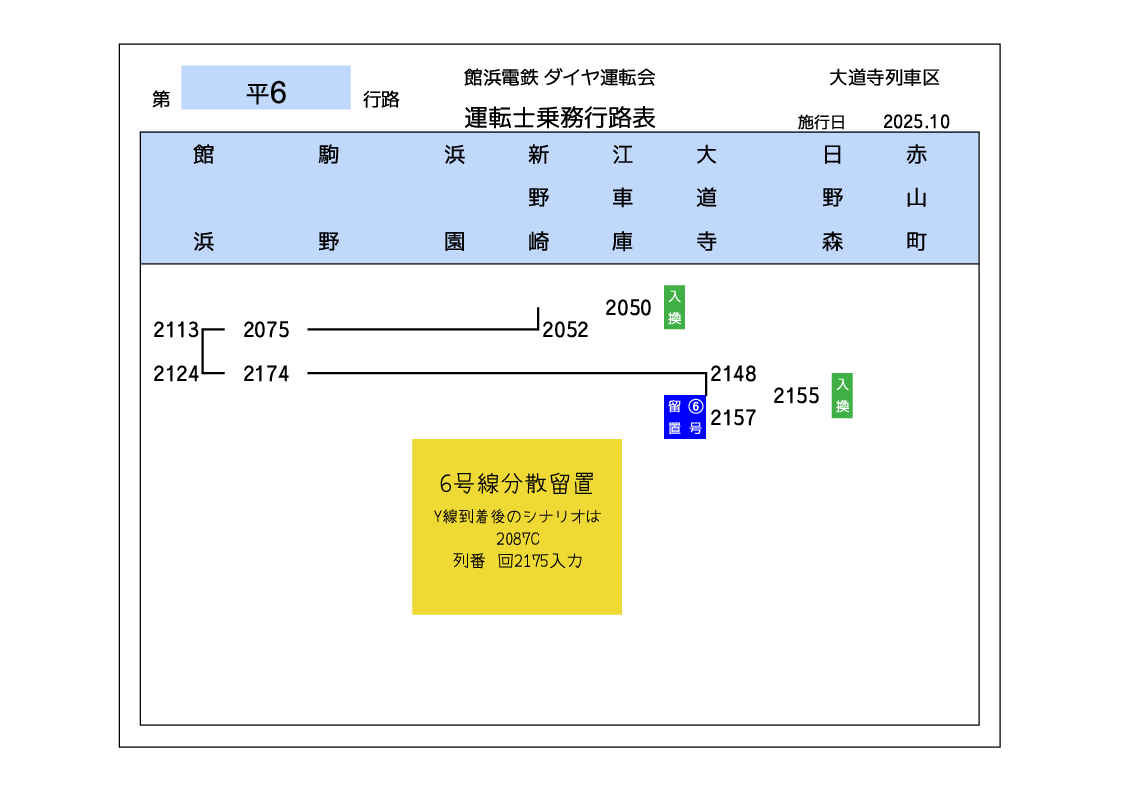 第 平6 行路
館浜電鉄 ダイヤ運転会
運転士乗務行路表
大道寺列車区
施行日 2025.10
館浜 駒野 浜園 新野崎 江車庫 大道寺 日野森 赤山町
2050 入換
2113 2075 2052
2124 2174 2148
2155 入換
留置 ⑥号 2157
6号線分散留置
Y線到着後のシナリオは
2087C
列番 回2175入力